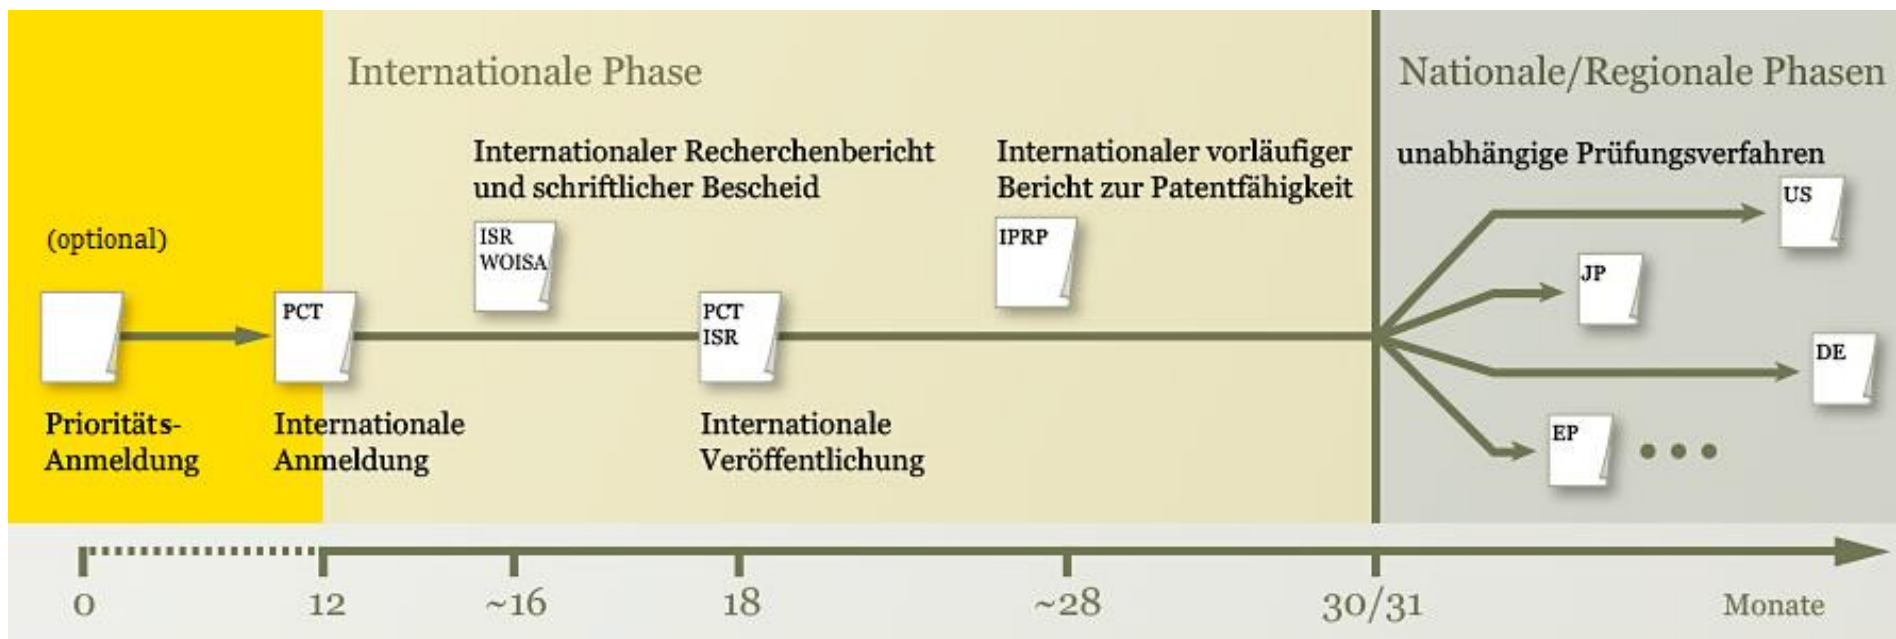 Internationale Phase
Nationale/Regionale Phasen
Internationaler Recherchenbericht
und schriftlicher Bescheid
Internationaler vorläufiger
Bericht zur Patentfähigkeit
unabhängige Prüfungsverfahren
(optional)
ISR
WOISA
IPRP
US
JP
PCT
PCT
ISR
DE
EP
Prioritäts-
Anmeldung
Internationale
Anmeldung
Internationale
Veröffentlichung
0
12
~16
18
~28
30/31
Monate